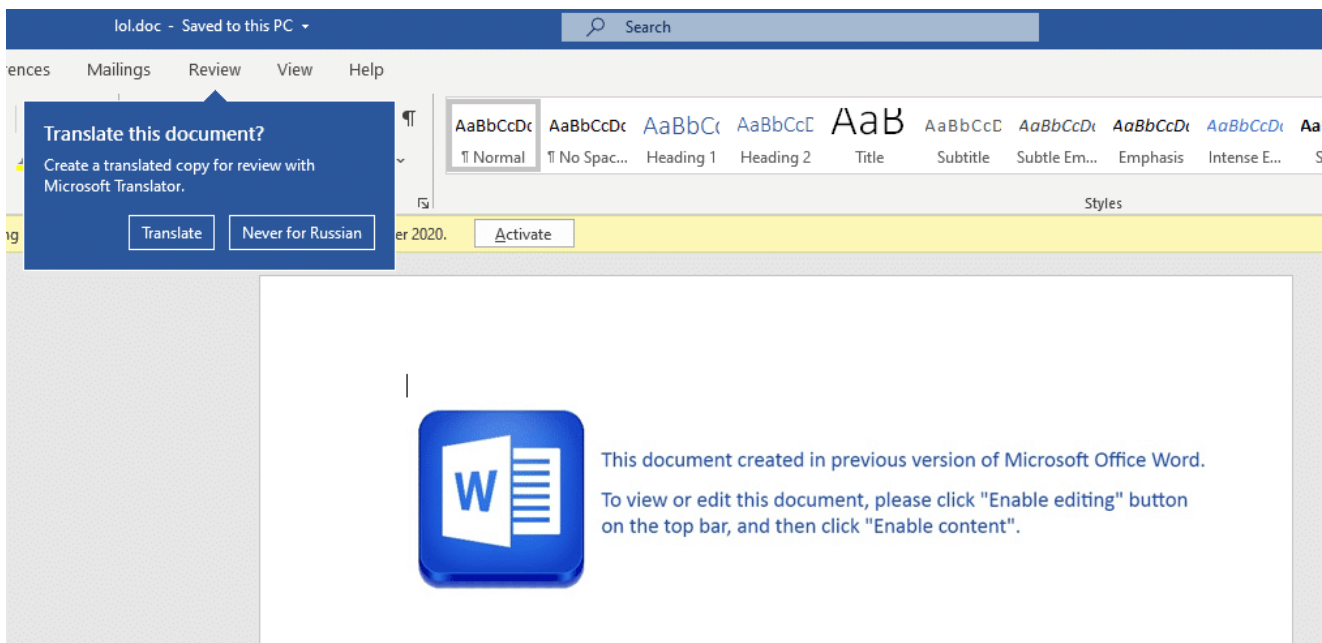 lol.doc - Saved to this PC
Search
Mailings Review View Help
Translate this document?
Create a translated copy for review with
Microsoft Translator.
Translate Never for Russian
2020. Activate
AaBbCcDc AaBbCcDc AaBbC AaBbCcE AaB AaBbCcD AaBbCcDc AaBbCcDc AaBbCcDc
¶ Normal ¶ No Spac... Heading 1 Heading 2 Title Subtitle Subtle Em... Emphasis Intense E...
Styles
W
This document created in previous version of Microsoft Office Word.
To view or edit this document, please click "Enable editing" button
on the top bar, and then click "Enable content".